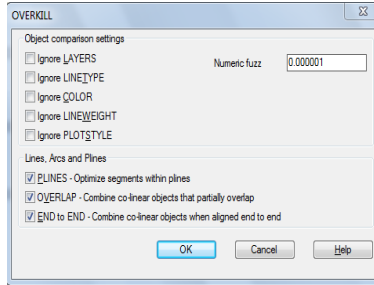 OVERKILL
Object comparison settings
Ignore LAYERS
Numeric fuzz 0.000001
Ignore LINETYPE
Ignore COLOR
Ignore LINEWEIGHT
Ignore PLOTSTYLE
Lines, Arcs and Plines
PLINES - Optimize segments within plines
OVERLAP - Combine co-linear objects that partially overlap
END to END - Combine co-linear objects when aligned end to end
OK Cancel Help